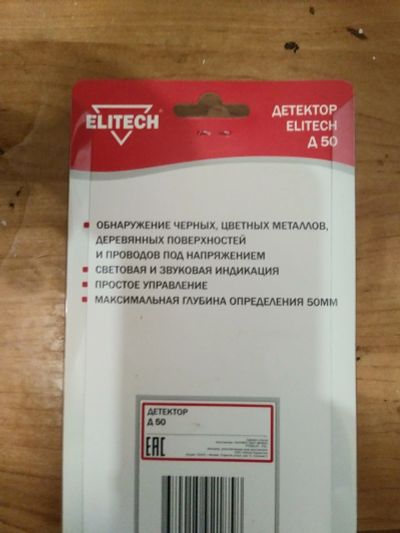 ELITECH
ДЕТЕКТОР
ELITECH
Д 50
ОБНАРУЖЕНИЕ ЧЕРНЫХ, ЦВЕТНЫХ МЕТАЛЛОВ,
ДЕРЕВЯННЫХ ПОВЕРХНОСТЕЙ
И ПРОВОДОВ ПОД НАПРЯЖЕНИЕМ
СВЕТОВАЯ И ЗВУКОВАЯ ИНДИКАЦИЯ
ПРОСТОЕ УПРАВЛЕНИЕ
МАКСИМАЛЬНАЯ ГЛУБИНА ОПРЕДЕЛЕНИЯ 50ММ
ДЕТЕКТОР
Д 50
EAC